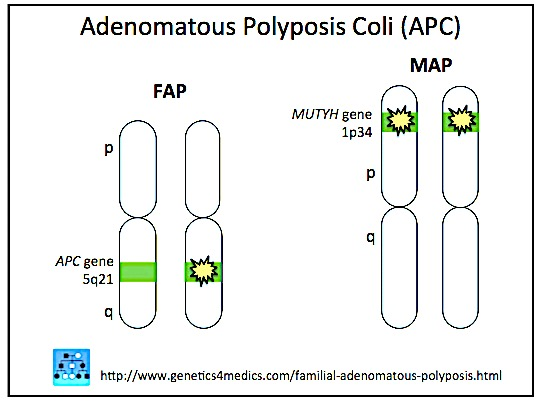 Adenomatous Polyposis Coli (APC)
FAP
p
APC gene
5q21
q
MAP
MUTYH gene
1p34
p
q
http://www.genetics4medics.com/familial-adenomatous-polyposis.html